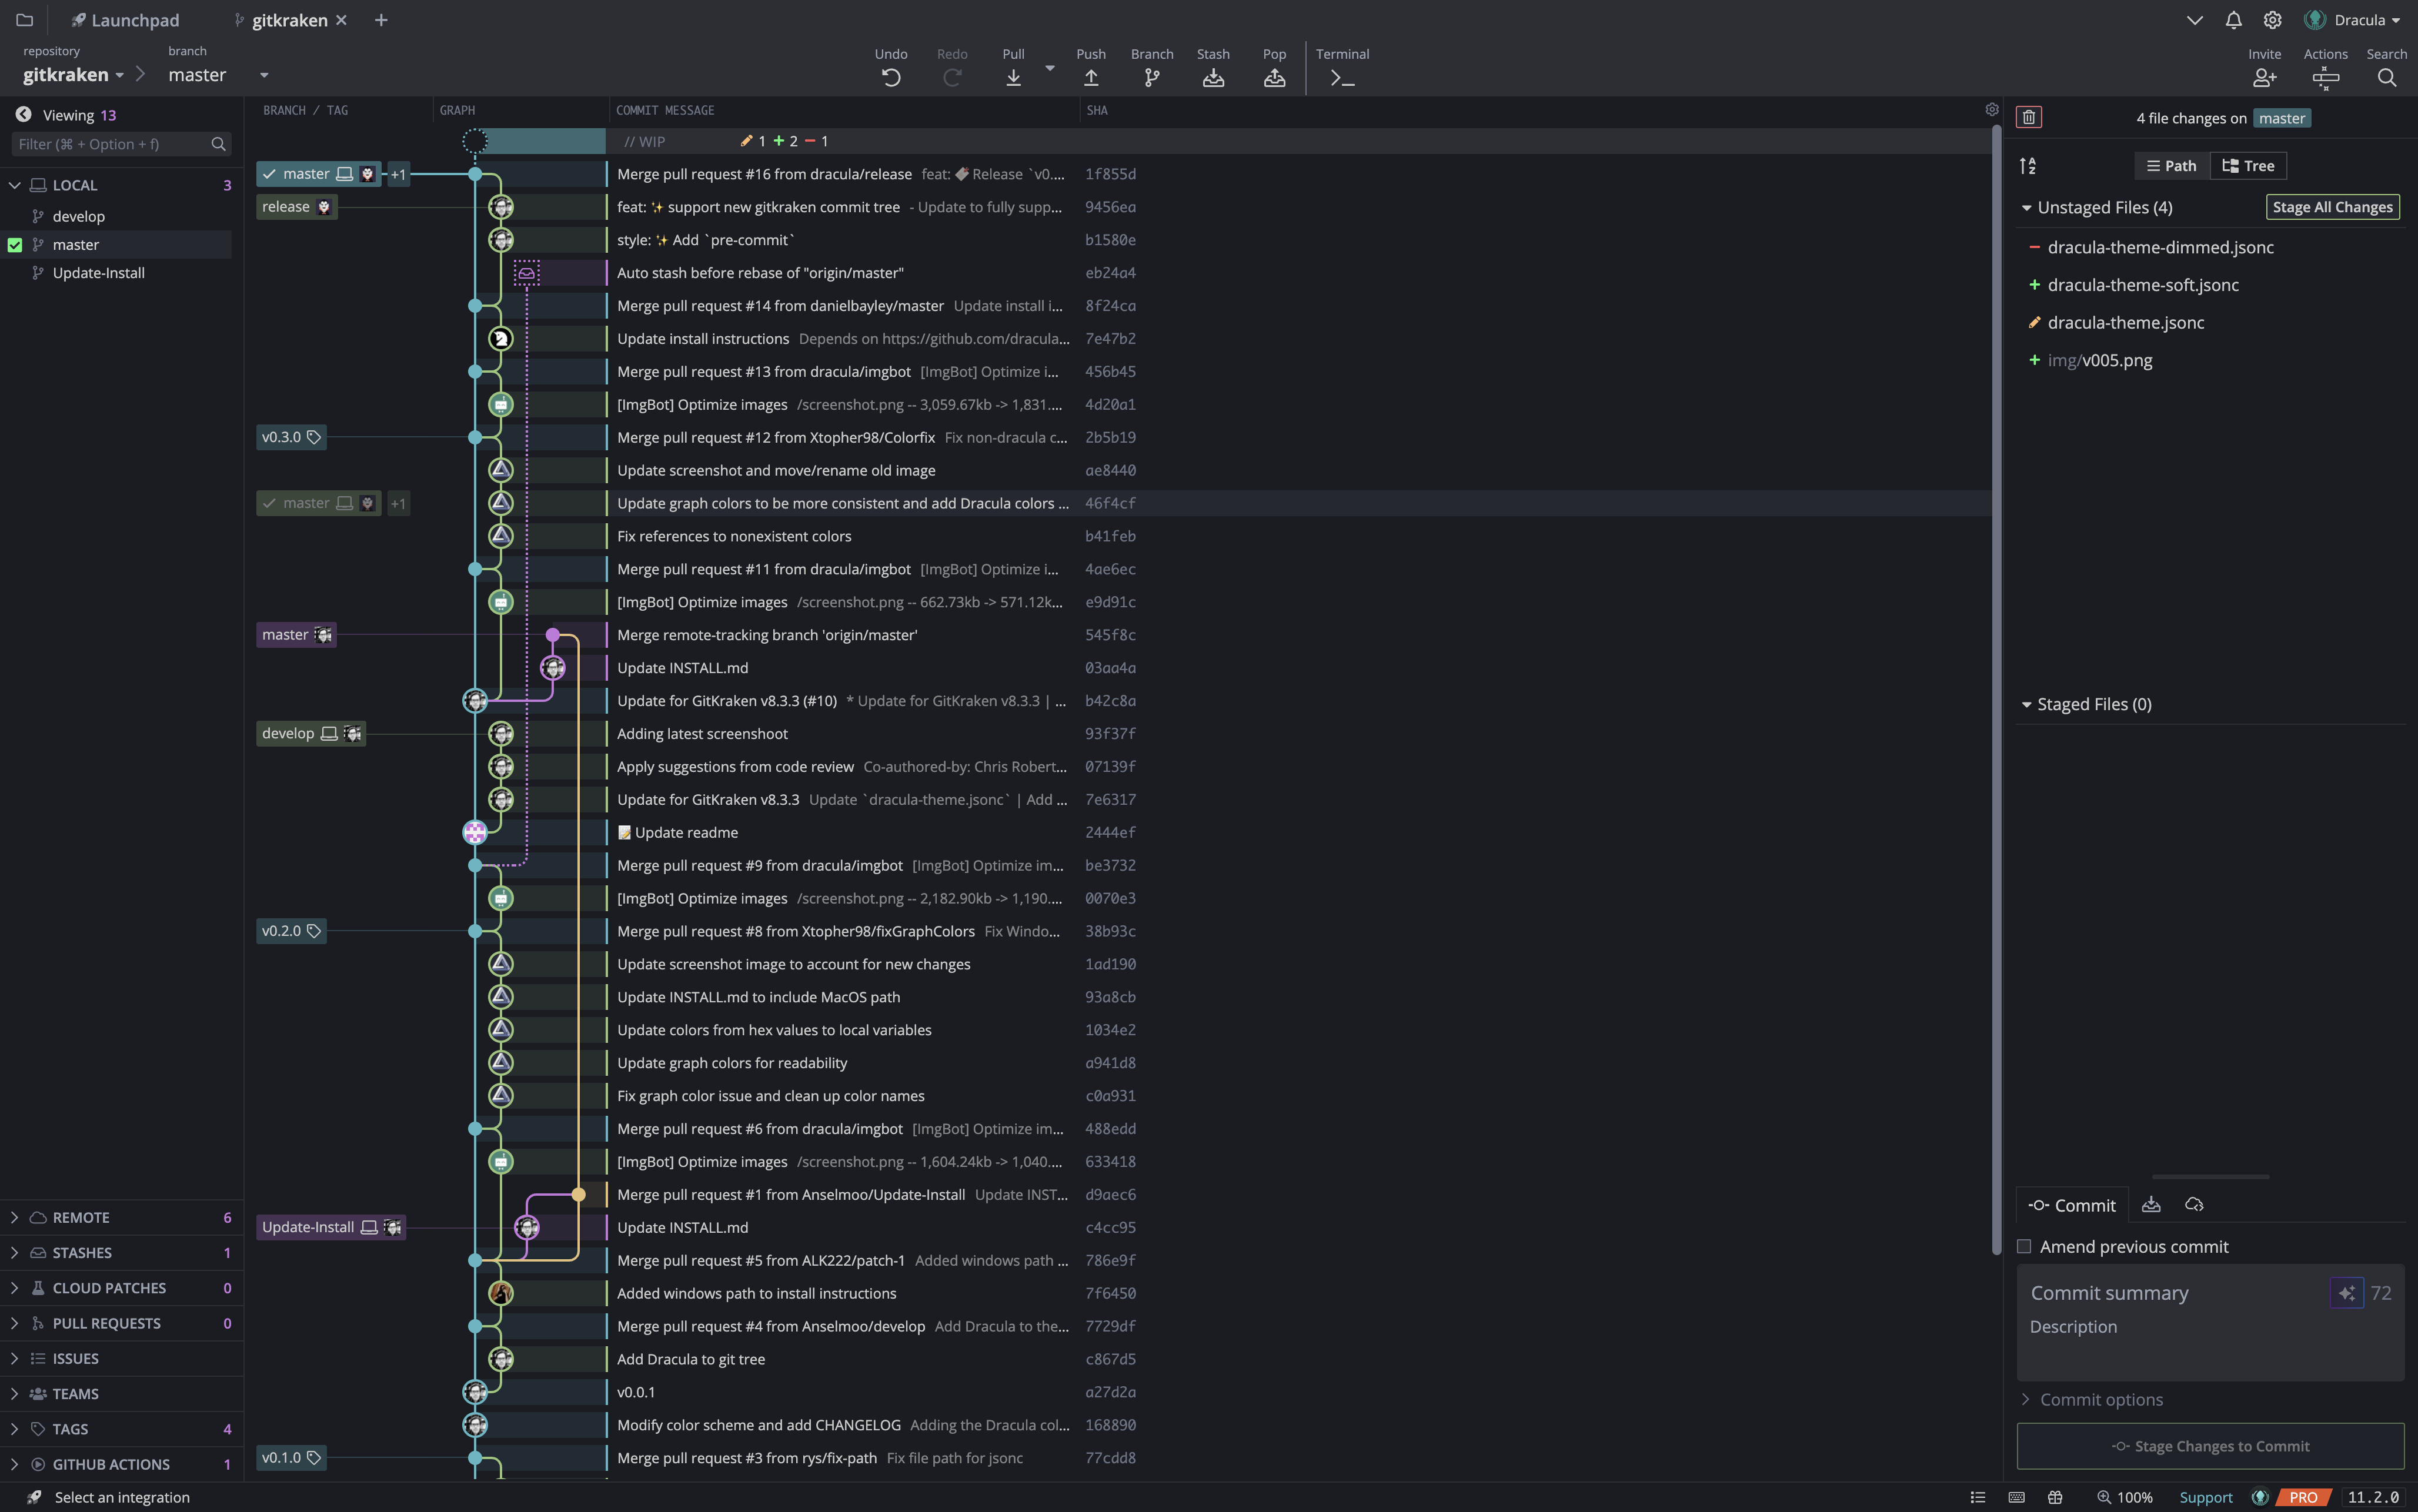 Launchpad
gitkraken
Dracula
repository
gitkraken
branch
master
Undo
Redo
Pull
Push
Branch
Stash
Pop
Terminal
Invite
Actions
Search
Viewing 13
Filter (⌘ + Option + f)
LOCAL 3
develop
master
Update-Install
REMOTE 6
STASHES 1
CLOUD PATCHES 0
PULL REQUESTS 0
ISSUES
TEAMS
TAGS 4
GITHUB ACTIONS 1
BRANCH / TAG GRAPH COMMIT MESSAGE SHA
// WIP 1 + 2 − 1
master +1 Merge pull request #16 from dracula/release feat: Release `v0.... 1f855d
release feat: ✨ support new gitkraken commit tree - Update to fully supp... 9456ea
style: ✨ Add `pre-commit` b1580e
Auto stash before rebase of "origin/master" eb24a4
Merge pull request #14 from danielbayley/master Update install i... 8f24ca
Update install instructions Depends on https://github.com/dracula... 7e47b2
Merge pull request #13 from dracula/imgbot [ImgBot] Optimize i... 456b45
[ImgBot] Optimize images /screenshot.png -- 3,059.67kb -> 1,831.... 4d20a1
v0.3.0 Merge pull request #12 from Xtopher98/Colorfix Fix non-dracula c... 2b5b19
Update screenshot and move/rename old image ae8440
master +1 Update graph colors to be more consistent and add Dracula colors ... 46f4cf
Fix references to nonexistent colors b41feb
Merge pull request #11 from dracula/imgbot [ImgBot] Optimize i... 4ae6ec
[ImgBot] Optimize images /screenshot.png -- 662.73kb -> 571.12k... e9d91c
master Merge remote-tracking branch 'origin/master' 545f8c
Update INSTALL.md 03aa4a
Update for GitKraken v8.3.3 (#10) * Update for GitKraken v8.3.3 | ... b42c8a
develop Adding latest screenshoot 93f37f
Apply suggestions from code review Co-authored-by: Chris Robert... 07139f
Update for GitKraken v8.3.3 Update `dracula-theme.jsonc` | Add ... 7e6317
📝 Update readme 2444ef
Merge pull request #9 from dracula/imgbot [ImgBot] Optimize im... be3732
[ImgBot] Optimize images /screenshot.png -- 2,182.90kb -> 1,190.... 0070e3
v0.2.0 Merge pull request #8 from Xtopher98/fixGraphColors Fix Windo... 38b93c
Update screenshot image to account for new changes 1ad190
Update INSTALL.md to include MacOS path 93a8cb
Update colors from hex values to local variables 1034e2
Update graph colors for readability a941d8
Fix graph color issue and clean up color names c0a931
Merge pull request #6 from dracula/imgbot [ImgBot] Optimize im... 488edd
[ImgBot] Optimize images /screenshot.png -- 1,604.24kb -> 1,040.... 633418
Merge pull request #1 from Anselmoo/Update-Install Update INST... d9aec6
Update-Install Update INSTALL.md c4cc95
Merge pull request #5 from ALK222/patch-1 Added windows path ... 786e9f
Added windows path to install instructions 7f6450
Merge pull request #4 from Anselmoo/develop Add Dracula to the... 7729df
Add Dracula to git tree c867d5
v0.0.1 a27d2a
Modify color scheme and add CHANGELOG Adding the Dracula col... 168890
v0.1.0 Merge pull request #3 from rys/fix-path Fix file path for jsonc 77cdd8
4 file changes on master
Path Tree
Unstaged Files (4) Stage All Changes
dracula-theme-dimmed.jsonc
dracula-theme-soft.jsonc
dracula-theme.jsonc
img/v005.png
Staged Files (0)
Commit
Amend previous commit
Commit summary 72
Description
Commit options
Stage Changes to Commit
Select an integration
100% Support PRO 11.2.0